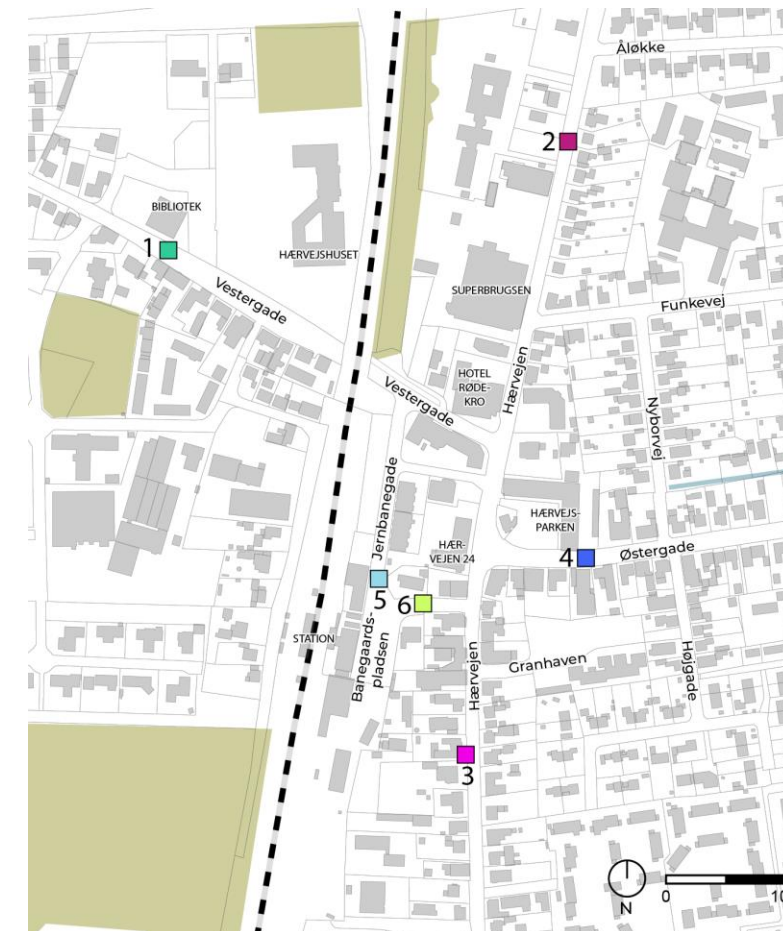 Åløkke
2
BIBLIOTEK
1
HÆRVEJSHUSET
Vestergade
SUPERBRUGSEN
Funkevej
Hærvejen
HOTEL
RØDE-
KRO
Vestergade
Nyborvej
Jernbanegade
HÆRVEJS-
PARKEN
HÆR-
VEJEN 24
4
Østergade
5
6
STATION
Banegaards-
pladsen
Hærvejen
Granhaven
Højgade
3
N
0
10